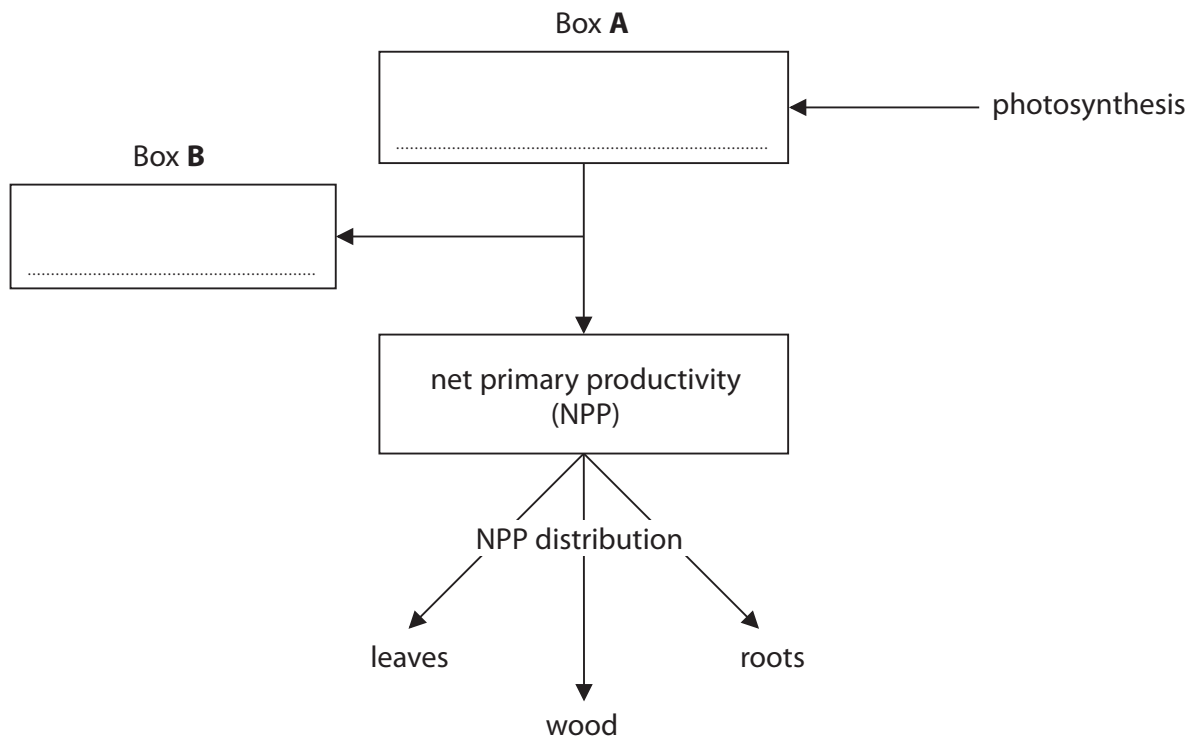 Box A
photosynthesis
Box B
net primary productivity
(NPP)
NPP distribution
leaves
roots
wood